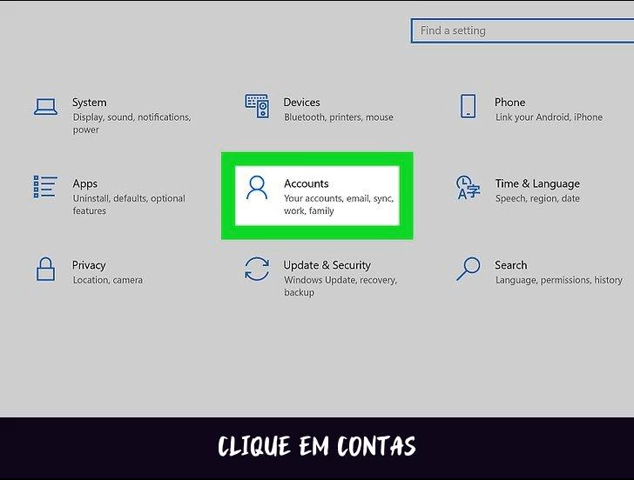 Find a setting
System
Display, sound, notifications,
power
Devices
Bluetooth, printers, mouse
Phone
Link your Android, iPhone
Apps
Uninstall, defaults, optional
features
Accounts
Your accounts, email, sync,
work, family
Time & Language
Speech, region, date
Privacy
Location, camera
Update & Security
Windows Update, recovery,
backup
Search
Language, permissions, history
CLIQUE EM CONTAS